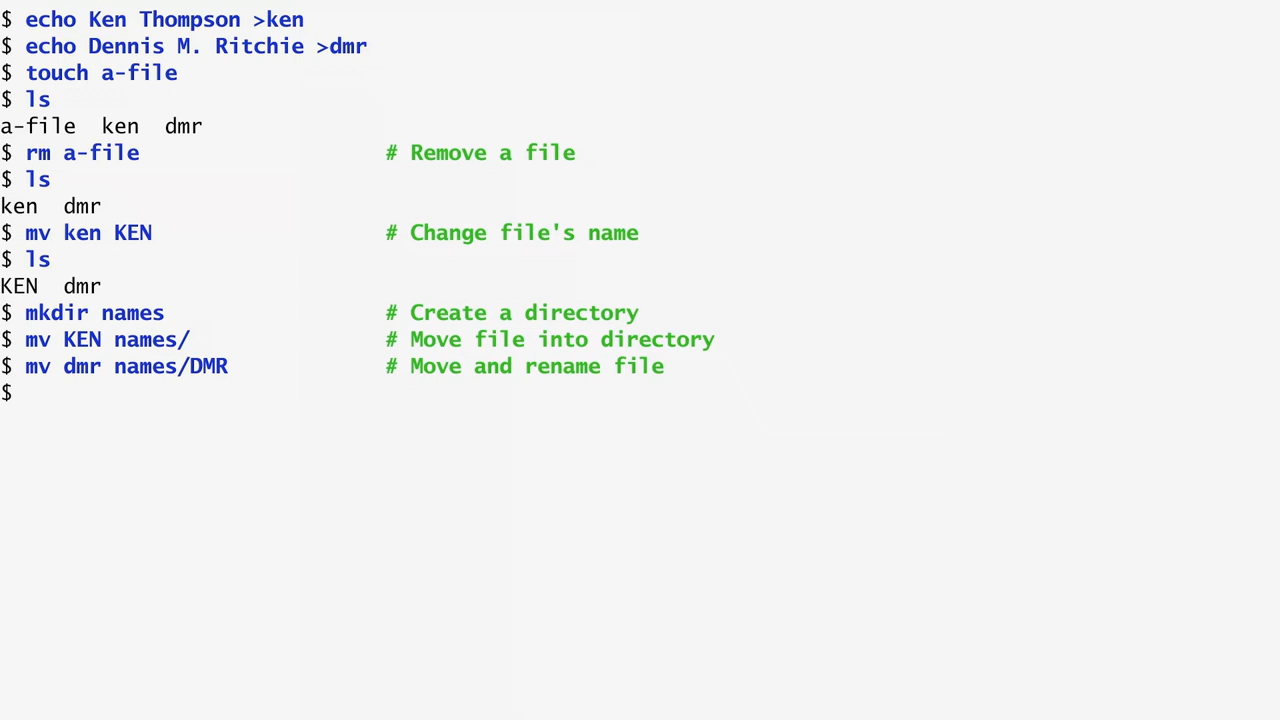 $ echo Ken Thompson >ken
$ echo Dennis M. Ritchie >dmr
$ touch a-file
$ ls
a-file  ken  dmr
$ rm a-file                    # Remove a file
$ ls
ken  dmr
$ mv ken KEN                   # Change file's name
$ ls
KEN  dmr
$ mkdir names                  # Create a directory
$ mv KEN names/                # Move file into directory
$ mv dmr names/DMR             # Move and rename file
$